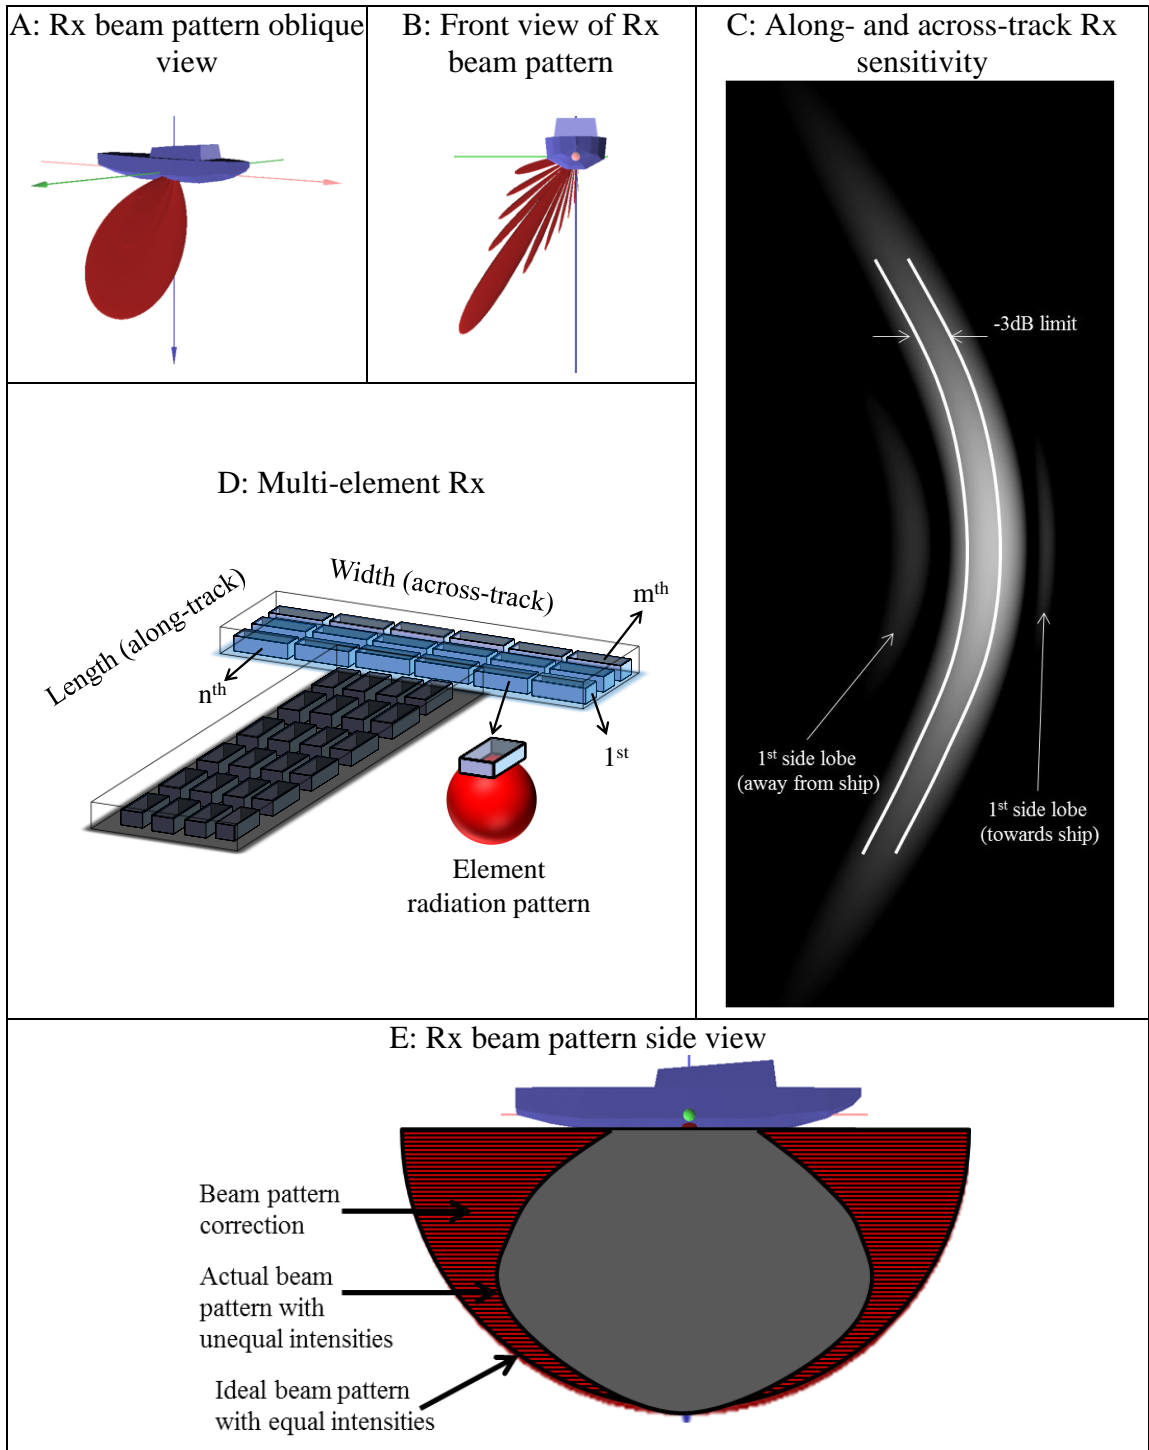 A: Rx beam pattern oblique
view
B: Front view of Rx
beam pattern
C: Along- and across-track Rx
sensitivity
-3dB limit
1st side lobe
(away from ship)
1st side lobe
(towards ship)
D: Multi-element Rx
Length (along-track)
Width (across-track)
mth
nth
1st
Element
radiation pattern
E: Rx beam pattern side view
Beam pattern
correction
Actual beam
pattern with
unequal intensities
Ideal beam pattern
with equal intensities